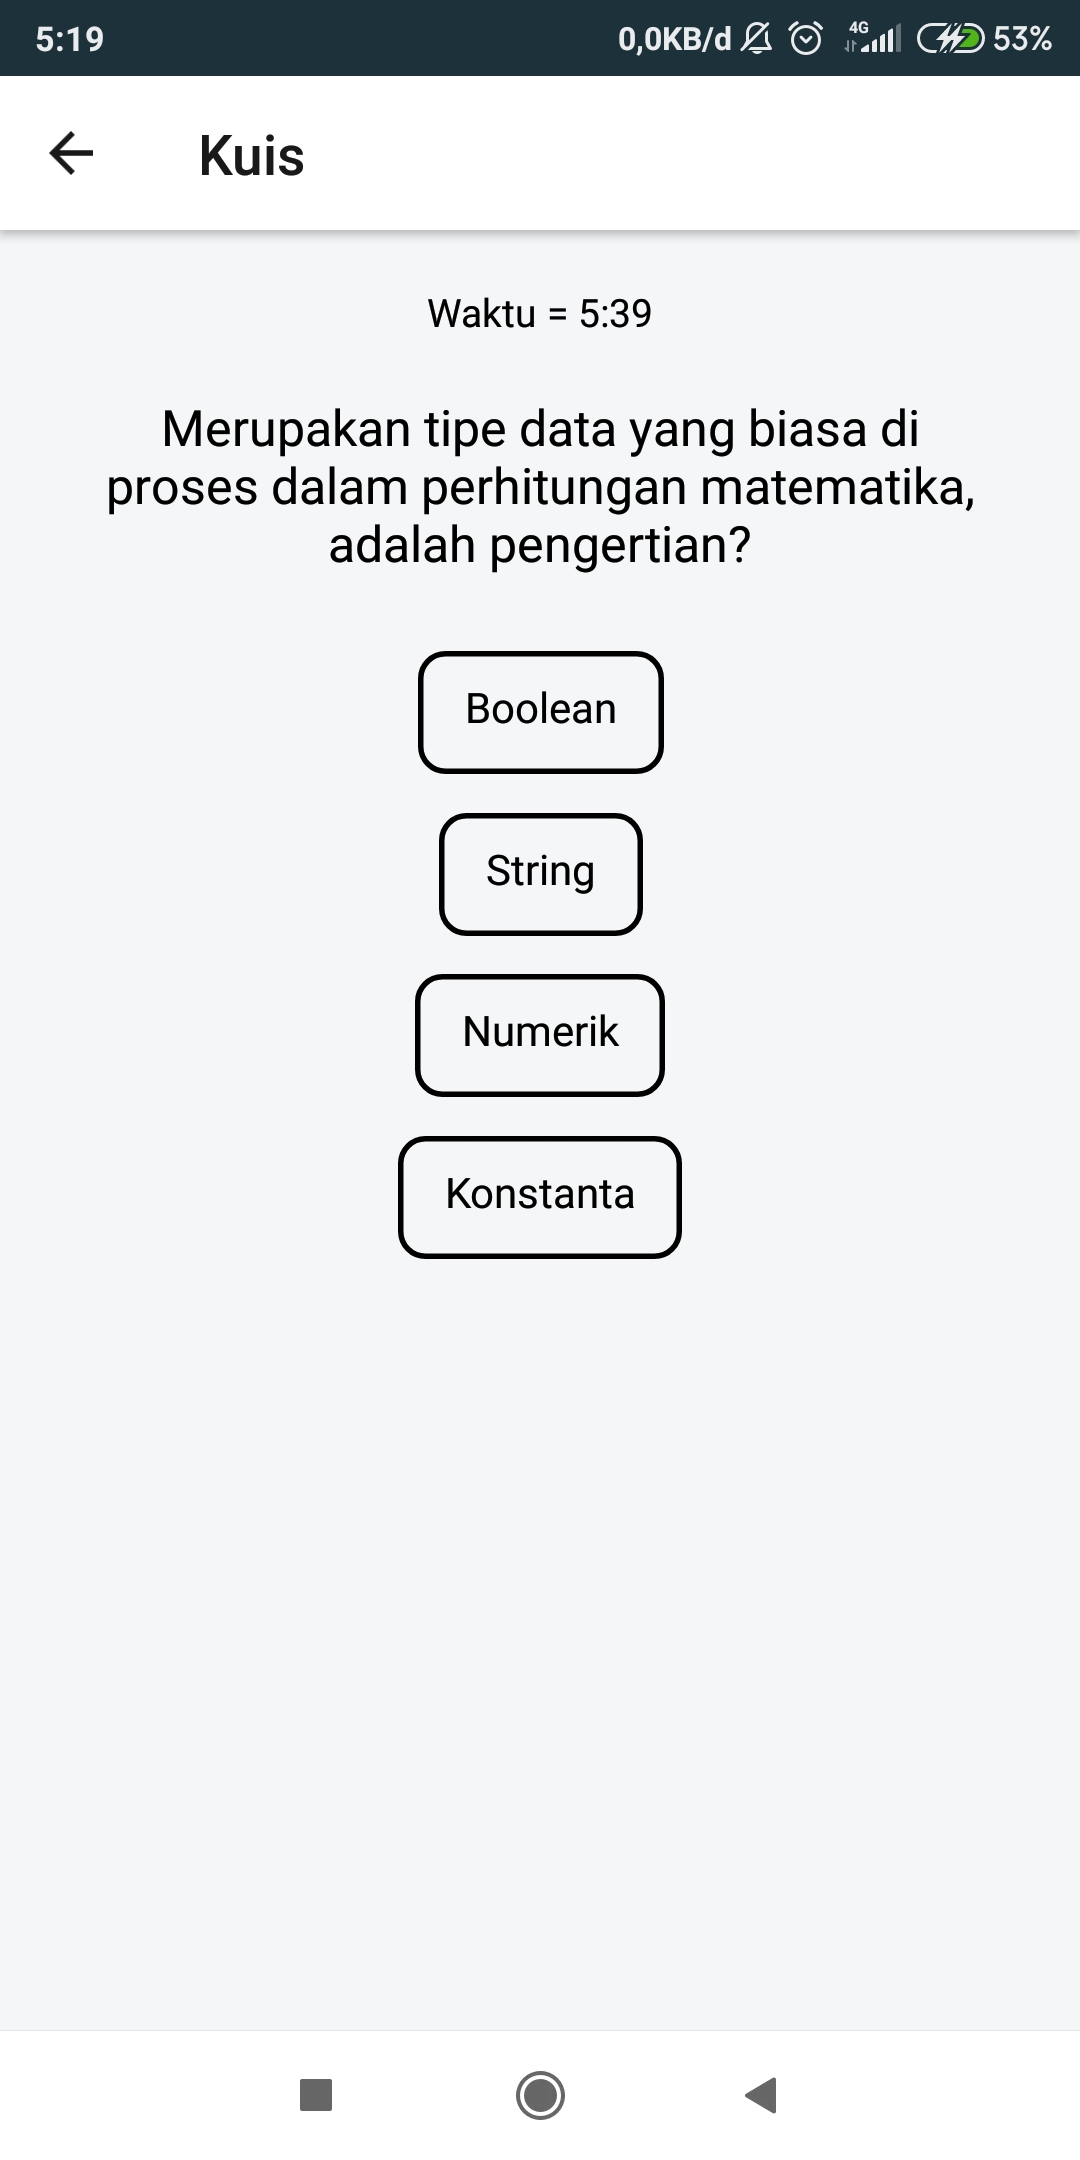 5:19 0,0KB/d 4G 53%
Kuis
Waktu = 5:39
Merupakan tipe data yang biasa di
proses dalam perhitungan matematika,
adalah pengertian?
Boolean
String
Numerik
Konstanta